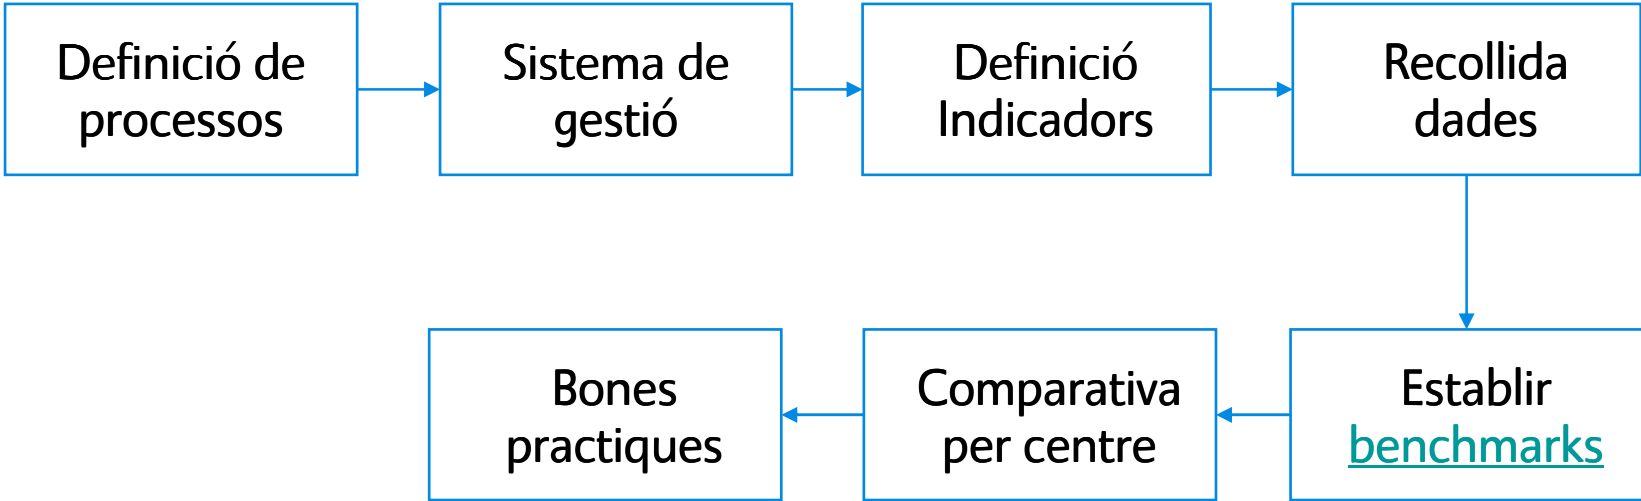 Definició de
processos
Sistema de
gestió
Definició
Indicadors
Recollida
dades
Establir
benchmarks
Comparativa
per centre
Bones
practiques